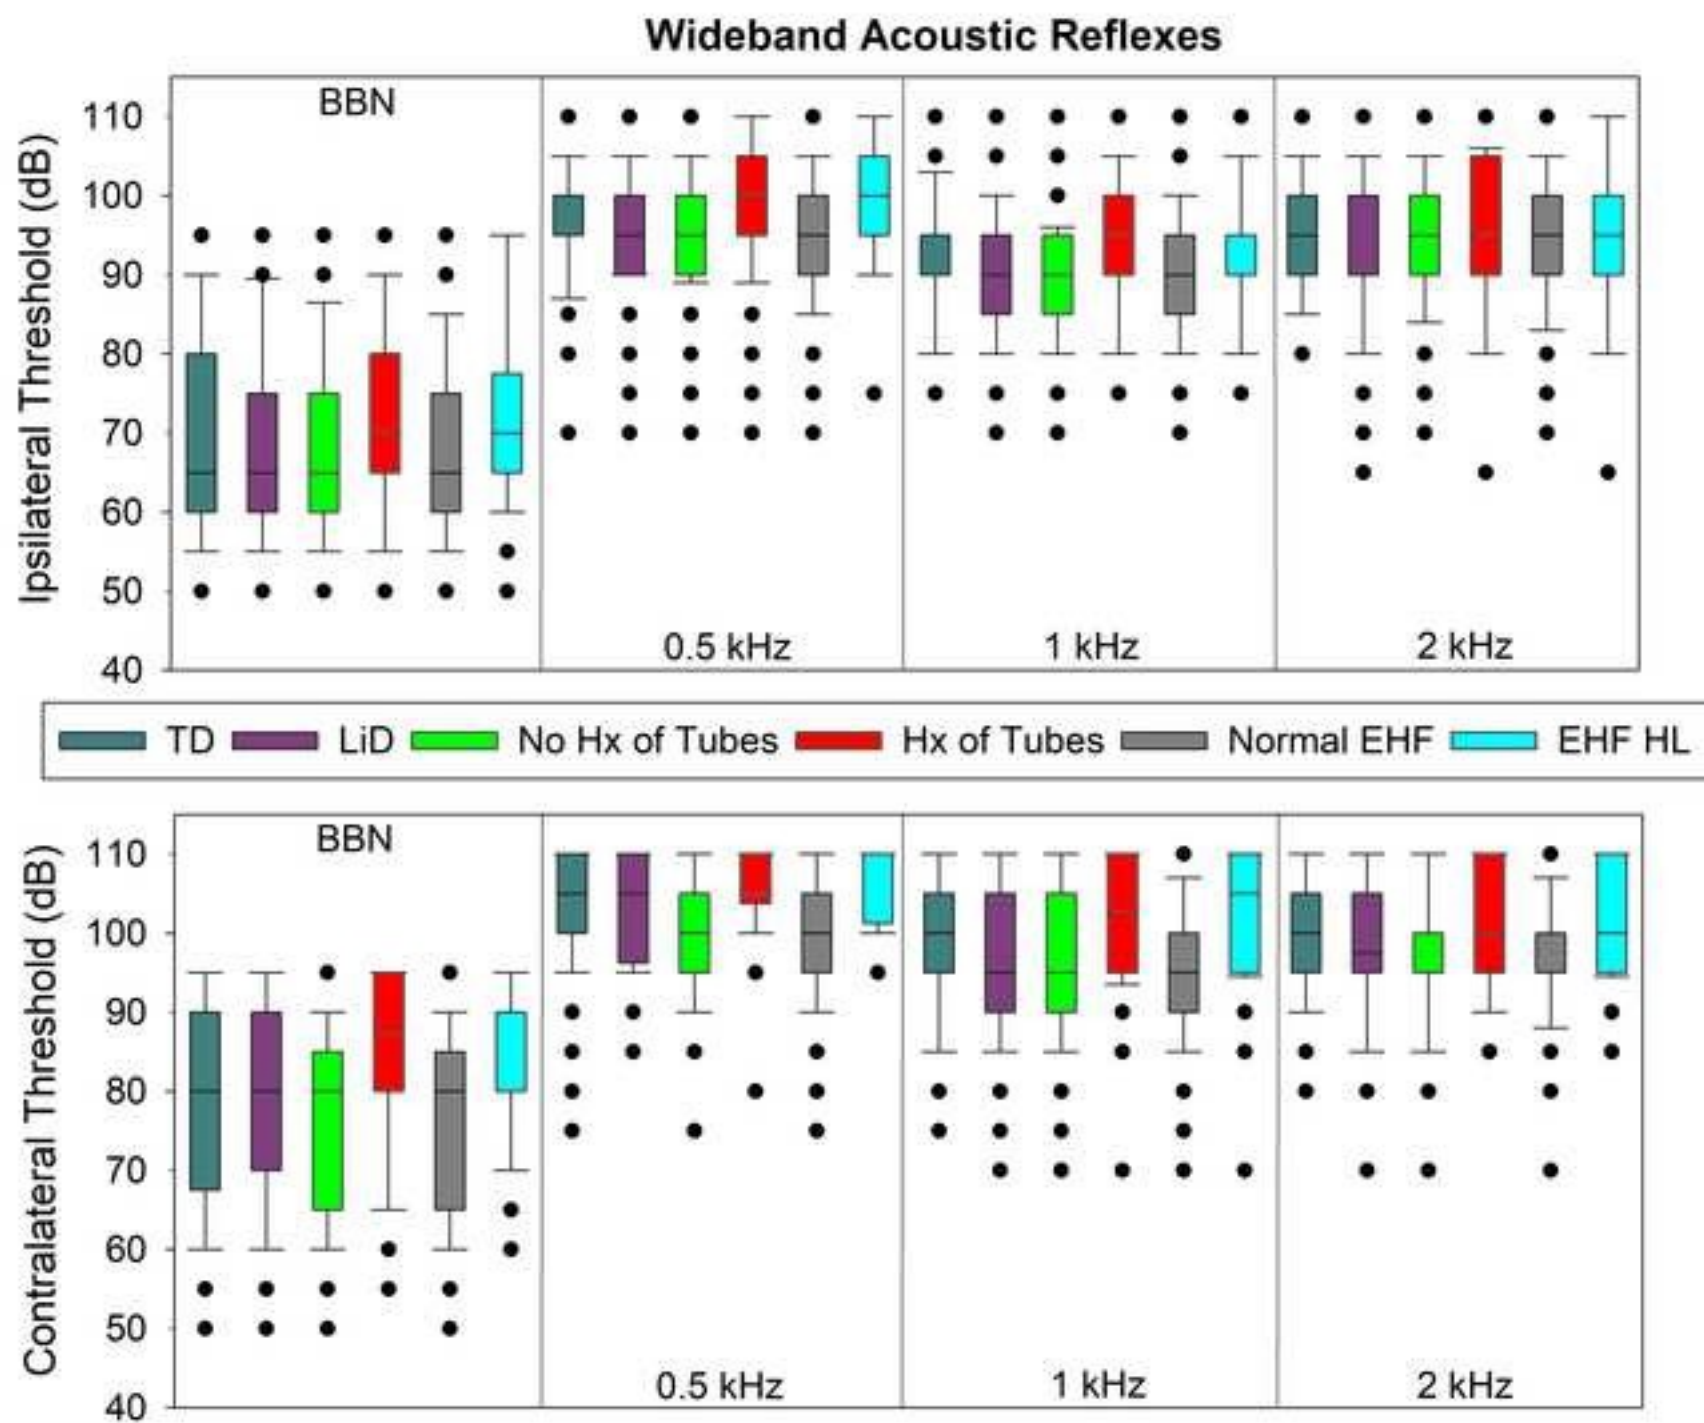 Wideband Acoustic Reflexes
Ipsilateral Threshold (dB)
110
100
90
80
70
60
50
40
BBN
0.5 kHz
1 kHz
2 kHz
TD LiD No Hx of Tubes Hx of Tubes Normal EHF EHF HL
Contralateral Threshold (dB)
110
100
90
80
70
60
50
40
BBN
0.5 kHz
1 kHz
2 kHz